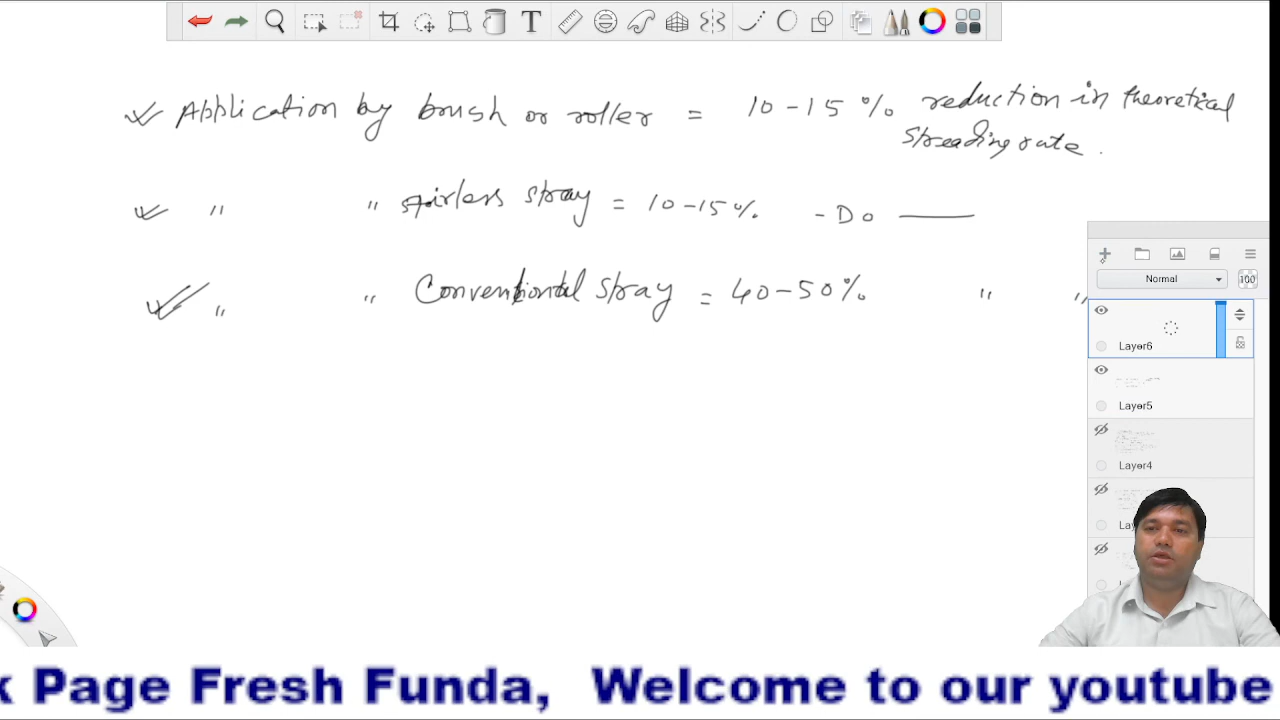 Application by brush or roller = 10-15% reduction in theoretical
spreading rate.
" " airless spray = 10-15% - Do
" " Conventional spray = 40-50% " "
Normal
100
Layer6
Layer5
Layer4
k Page Fresh Funda, Welcome to our youtube